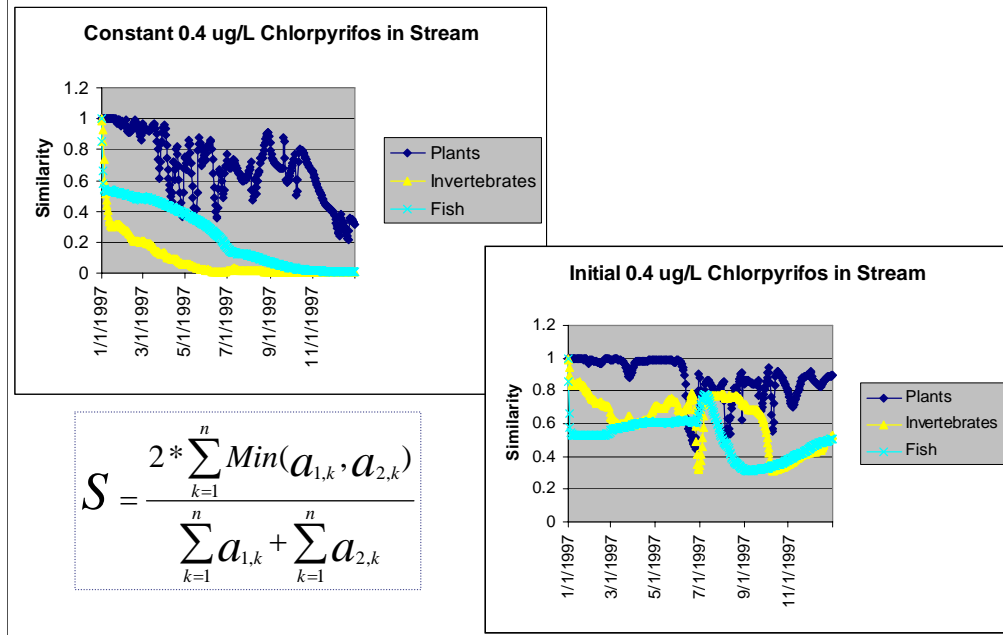 Constant 0.4 ug/L Chlorpyrifos in Stream
Similarity
1.2
1
0.8
0.6
0.4
0.2
0
1/1/1997
3/1/1997
5/1/1997
7/1/1997
9/1/1997
11/1/1997
Plants
Invertebrates
Fish
Initial 0.4 ug/L Chlorpyrifos in Stream
Similarity
1.2
1
0.8
0.6
0.4
0.2
0
1/1/1997
3/1/1997
5/1/1997
7/1/1997
9/1/1997
11/1/1997
Plants
Invertebrates
Fish
S = \frac{2 * \sum_{k=1}^{n} Min(a_{1,k}, a_{2,k})}{\sum_{k=1}^{n} a_{1,k} + \sum_{k=1}^{n} a_{2,k}}